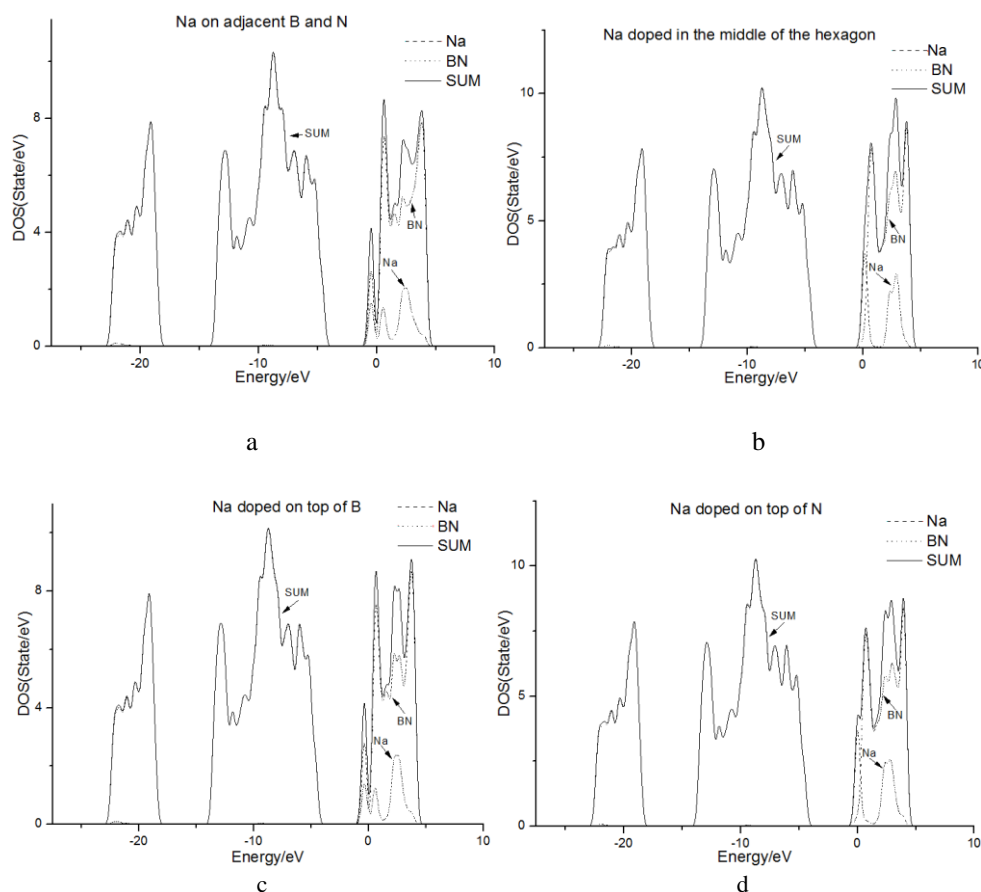 Na on adjacent B and N
Na
BN
SUM
SUM
BN
Na
DOS(State/eV)
8
4
0
-20
-10
0
10
Energy/eV
a
Na doped in the middle of the hexagon
Na
BN
SUM
SUM
BN
Na
DOS(State/eV)
10
5
0
-20
-10
0
10
Energy/eV
b
Na doped on top of B
Na
BN
SUM
SUM
BN
Na
DOS(State/eV)
8
4
0
-20
-10
0
10
Energy/eV
c
Na doped on top of N
Na
BN
SUM
SUM
BN
Na
DOS(State/eV)
10
5
0
-20
-10
0
10
Energy/eV
d